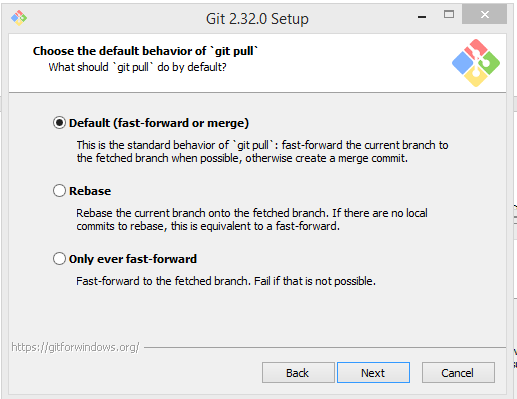 Git 2.32.0 Setup
Choose the default behavior of `git pull`
What should `git pull` do by default?
Default (fast-forward or merge)
This is the standard behavior of `git pull`: fast-forward the current branch to
the fetched branch when possible, otherwise create a merge commit.
Rebase
Rebase the current branch onto the fetched branch. If there are no local
commits to rebase, this is equivalent to a fast-forward.
Only ever fast-forward
Fast-forward to the fetched branch. Fail if that is not possible.
https://gitforwindows.org/
Back
Next
Cancel